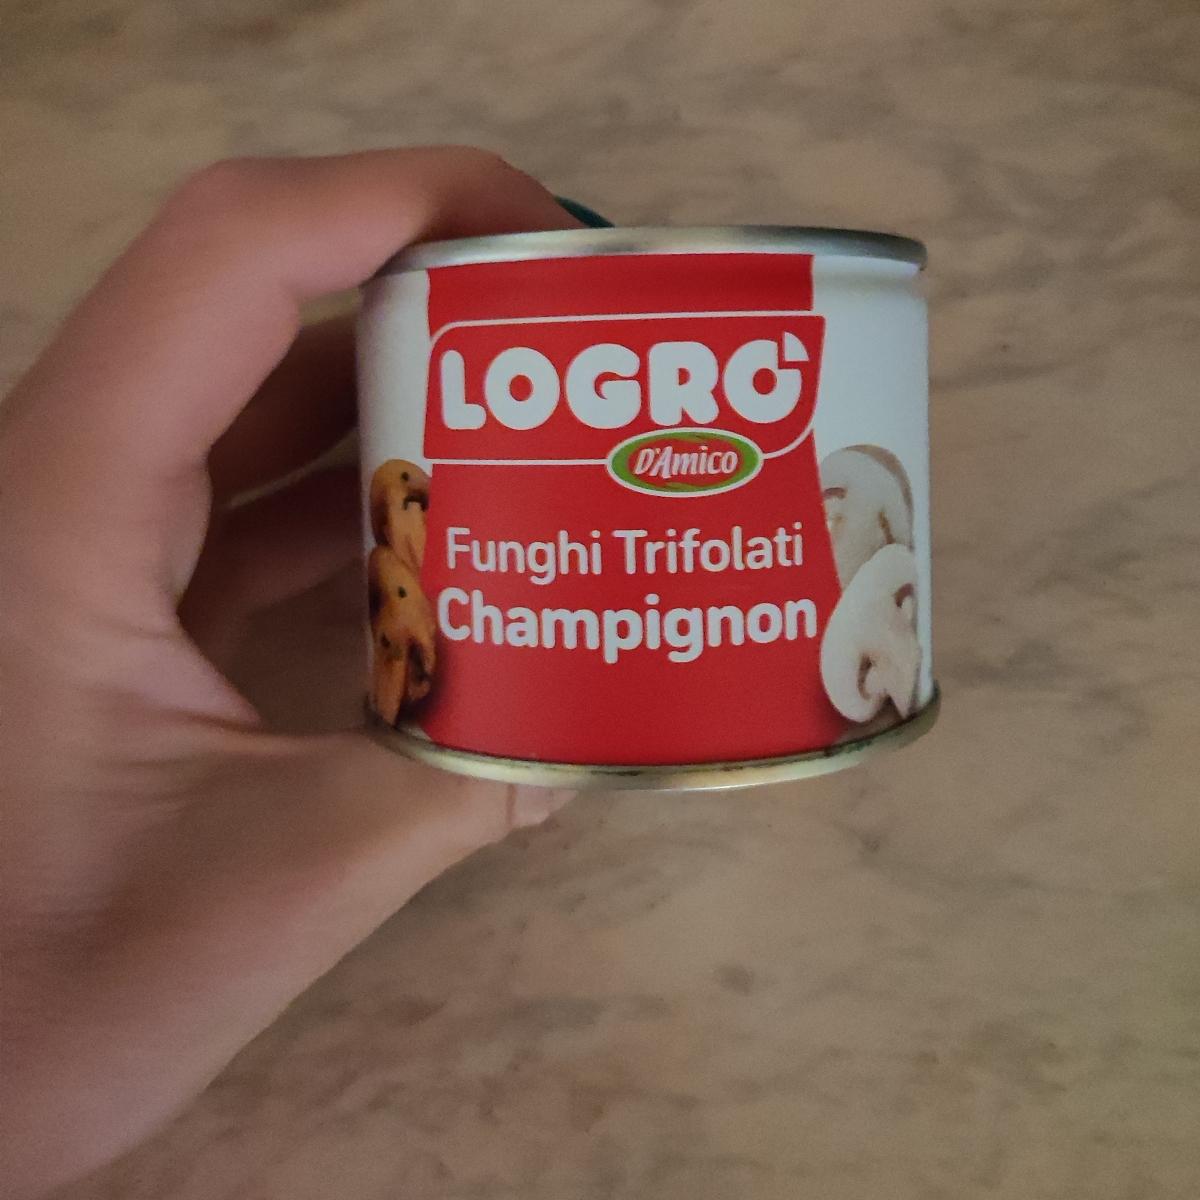 LOGRÒ
D'Amico
Funghi Trifolati
Champignon